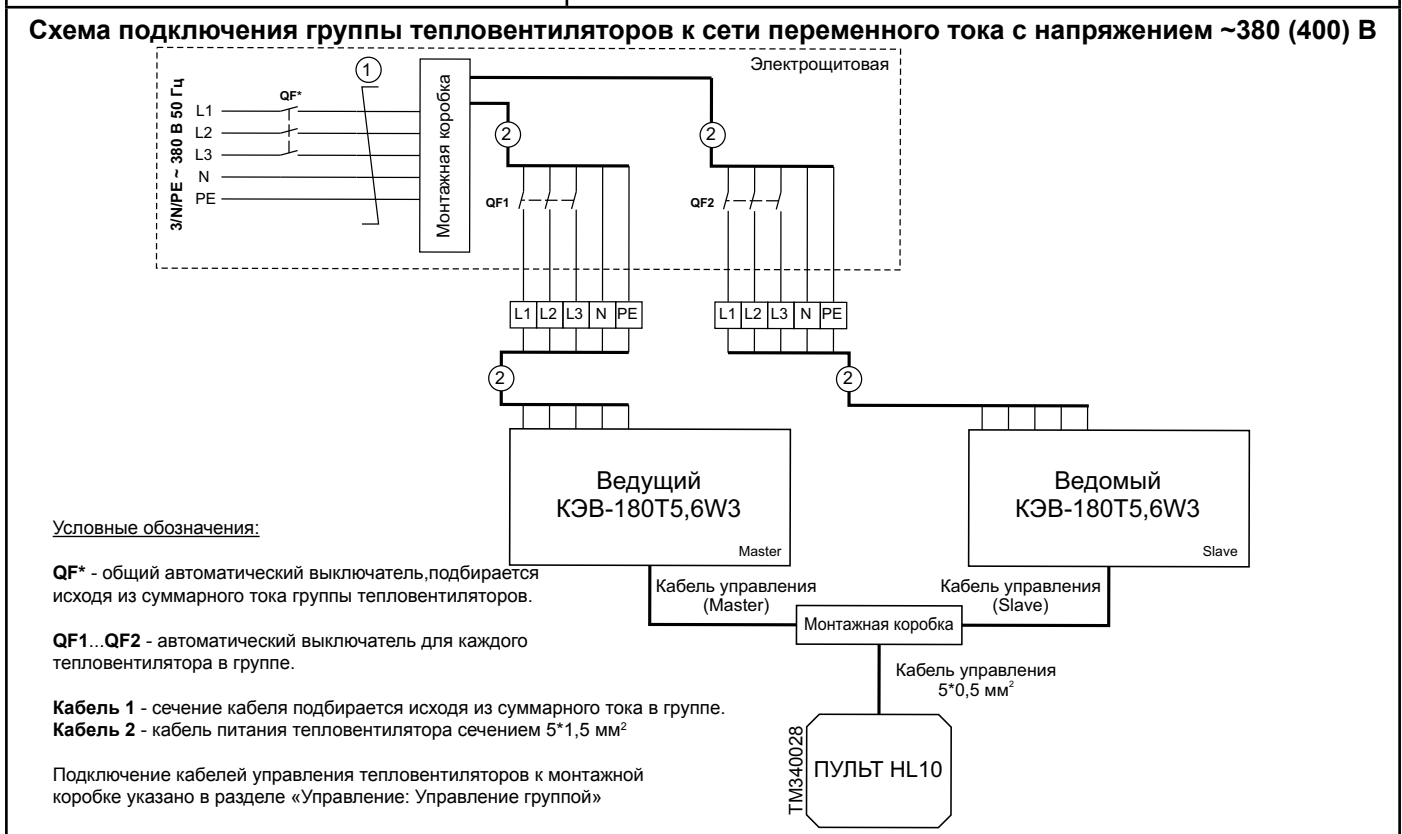 Схема подключения группы тепловентиляторов к сети переменного тока с напряжением ~380 (400) В
Электрощитовая
3/N/PE ~ 380 В 50 Гц
1
QF*
L1
L2
L3
N
PE
Монтажная коробка
2
2
QF1
QF2
L1 L2 L3 N PE
L1 L2 L3 N PE
2
2
Ведущий
КЭВ-180Т5,6W3
Master
Ведомый
КЭВ-180Т5,6W3
Slave
Кабель управления
(Master)
Кабель управления
(Slave)
Монтажная коробка
Кабель управления
5*0,5 мм²
TM340028
ПУЛЬТ HL10
Условные обозначения:
QF* - общий автоматический выключатель,подбирается
исходя из суммарного тока группы тепловентиляторов.
QF1...QF2 - автоматический выключатель для каждого
тепловентилятора в группе.
Кабель 1 - сечение кабеля подбирается исходя из суммарного тока в группе.
Кабель 2 - кабель питания тепловентилятора сечением 5*1,5 мм²
Подключение кабелей управления тепловентиляторов к монтажной
коробке указано в разделе «Управление: Управление группой»